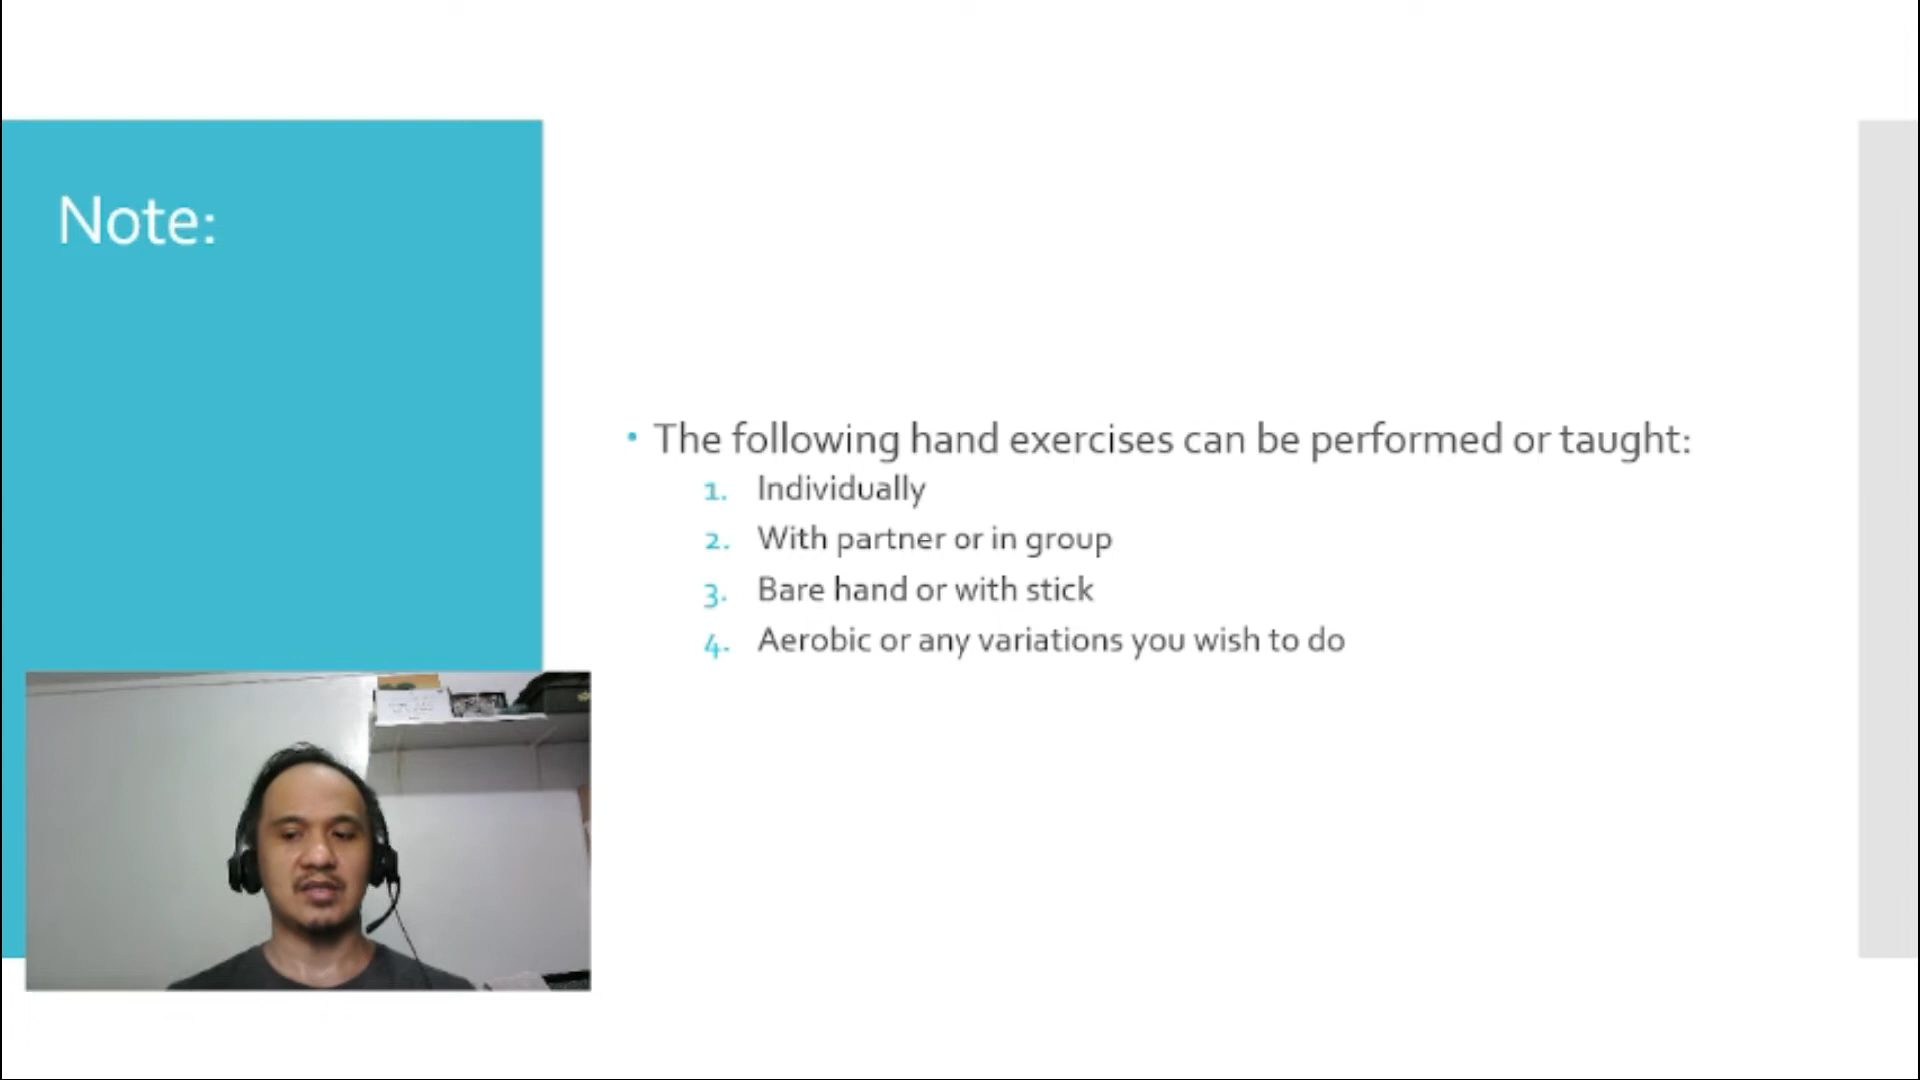 Note:
• The following hand exercises can be performed or taught:
1. Individually
2. With partner or in group
3. Bare hand or with stick
4. Aerobic or any variations you wish to do